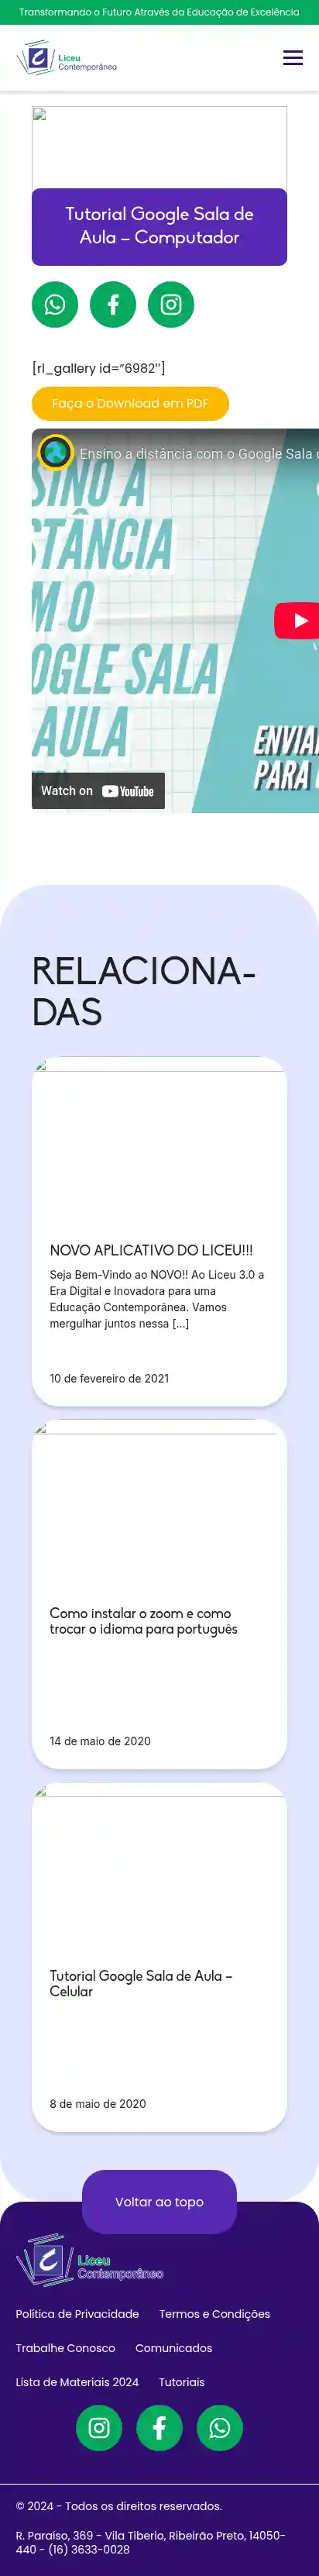 Transformando o Futuro Através da Educação de Excelência
Liceu
Contemporâneo
Tutorial Google Sala de
Aula – Computador
[rl_gallery id=”6982″]
Faça o Download em PDF
Ensino a distância com o Google Sala d
SINO A
STÂNCIA
M O
OGLE SALA
AULA
ENVIAN
PARA O
Watch on YouTube
RELACIONA-
DAS
NOVO APLICATIVO DO LICEU!!!
Seja Bem-Vindo ao NOVO!! Ao Liceu 3.0 a
Era Digital e Inovadora para uma
Educação Contemporânea. Vamos
mergulhar juntos nessa [...]
10 de fevereiro de 2021
Como instalar o zoom e como
trocar o idioma para português
14 de maio de 2020
Tutorial Google Sala de Aula –
Celular
8 de maio de 2020
Voltar ao topo
Liceu
Contemporâneo
Política de Privacidade Termos e Condições
Trabalhe Conosco Comunicados
Lista de Materiais 2024 Tutoriais
© 2024 - Todos os direitos reservados.
R. Paraíso, 369 - Vila Tiberio, Ribeirão Preto, 14050-
440 - (16) 3633-0028